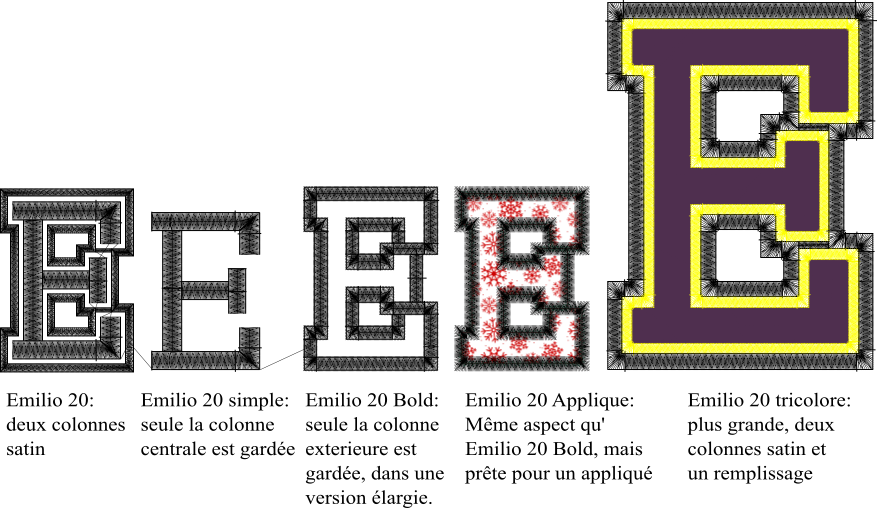 E E E E E
Emilio 20:
deux colonnes
satin
Emilio 20 simple:
seule la colonne
centrale est gardée
Emilio 20 Bold:
seule la colonne
exterieure est
gardée, dans une
version élargie.
Emilio 20 Applique:
Même aspect qu'
Emilio 20 Bold, mais
prête pour un appliqué
Emilio 20 tricolore:
plus grande, deux
colonnes satin et
un remplissage